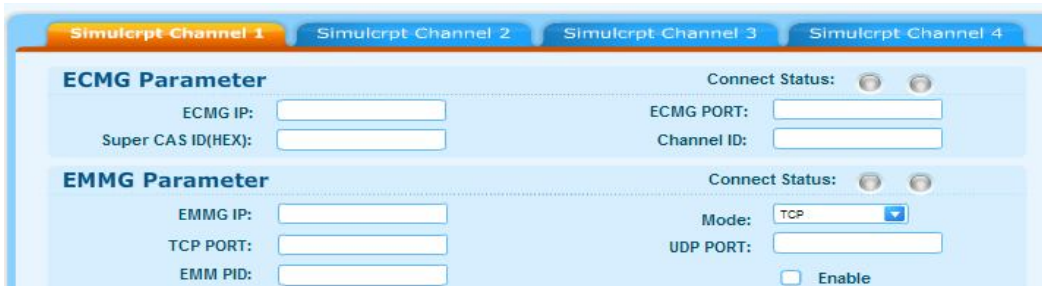 Simulcrpt Channel 1 Simulcrpt Channel 2 Simulcrpt Channel 3 Simulcrpt Channel 4
ECMG Parameter Connect Status:
ECMG IP: ECMG PORT:
Super CAS ID(HEX): Channel ID:
EMMG Parameter Connect Status:
EMMG IP: Mode: TCP
TCP PORT: UDP PORT:
EMM PID: Enable